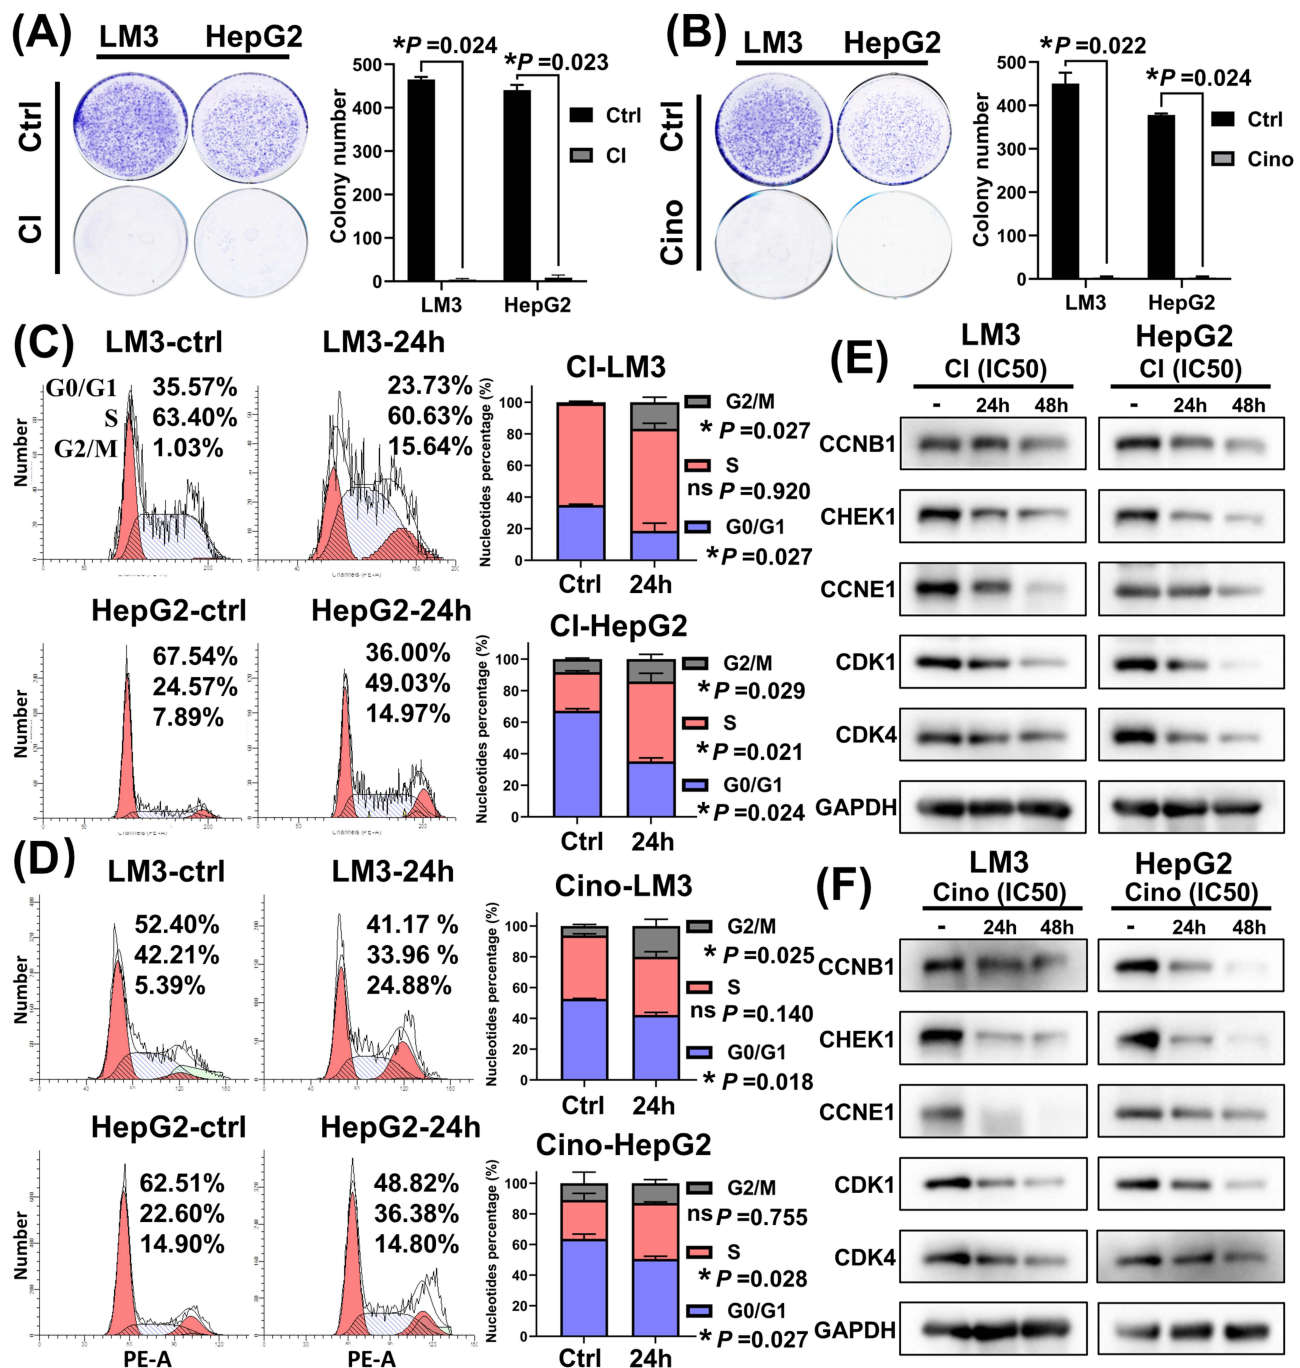 (A)
LM3 HepG2
Ctrl
CI
*P =0.024
*P =0.023
Colony number
500
400
300
200
100
0
LM3 HepG2
Ctrl
CI
(B)
LM3 HepG2
Ctrl
Cino
*P =0.022
*P =0.024
Colony number
500
400
300
200
100
0
LM3 HepG2
Ctrl
Cino
(C)
LM3-ctrl
G0/G1 35.57%
S 63.40%
G2/M 1.03%
Number
LM3-24h
23.73%
60.63%
15.64%
CI-LM3
Nucleotides percentage (%)
100
80
60
40
20
0
Ctrl 24h
G2/M
* P =0.027
S
ns P =0.920
G0/G1
* P =0.027
HepG2-ctrl
67.54%
24.57%
7.89%
Number
HepG2-24h
36.00%
49.03%
14.97%
CI-HepG2
Nucleotides percentage (%)
100
80
60
40
20
0
Ctrl 24h
G2/M
* P =0.029
S
* P =0.021
G0/G1
* P =0.024
(D)
LM3-ctrl
52.40%
42.21%
5.39%
Number
LM3-24h
41.17 %
33.96 %
24.88%
Cino-LM3
Nucleotides percentage (%)
100
80
60
40
20
0
Ctrl 24h
G2/M
* P =0.025
S
ns P =0.140
G0/G1
* P =0.018
HepG2-ctrl
62.51%
22.60%
14.90%
Number
PE-A
HepG2-24h
48.82%
36.38%
14.80%
PE-A
Cino-HepG2
Nucleotides percentage (%)
100
80
60
40
20
0
Ctrl 24h
G2/M
ns P =0.755
S
* P =0.028
G0/G1
* P =0.027
(E)
LM3 HepG2
CI (IC50) CI (IC50)
- 24h 48h - 24h 48h
CCNB1
CHEK1
CCNE1
CDK1
CDK4
GAPDH
(F)
LM3 HepG2
Cino (IC50) Cino (IC50)
- 24h 48h - 24h 48h
CCNB1
CHEK1
CCNE1
CDK1
CDK4
GAPDH